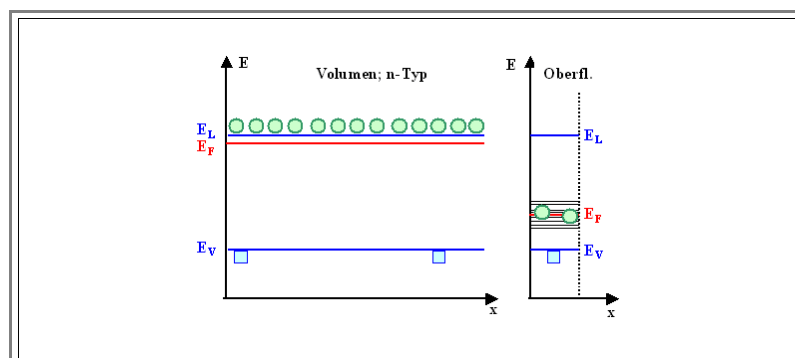 E
Volumen; n-Typ
E_L
E_F
E_V
x
E
Oberfl.
E_L
E_F
E_V
x